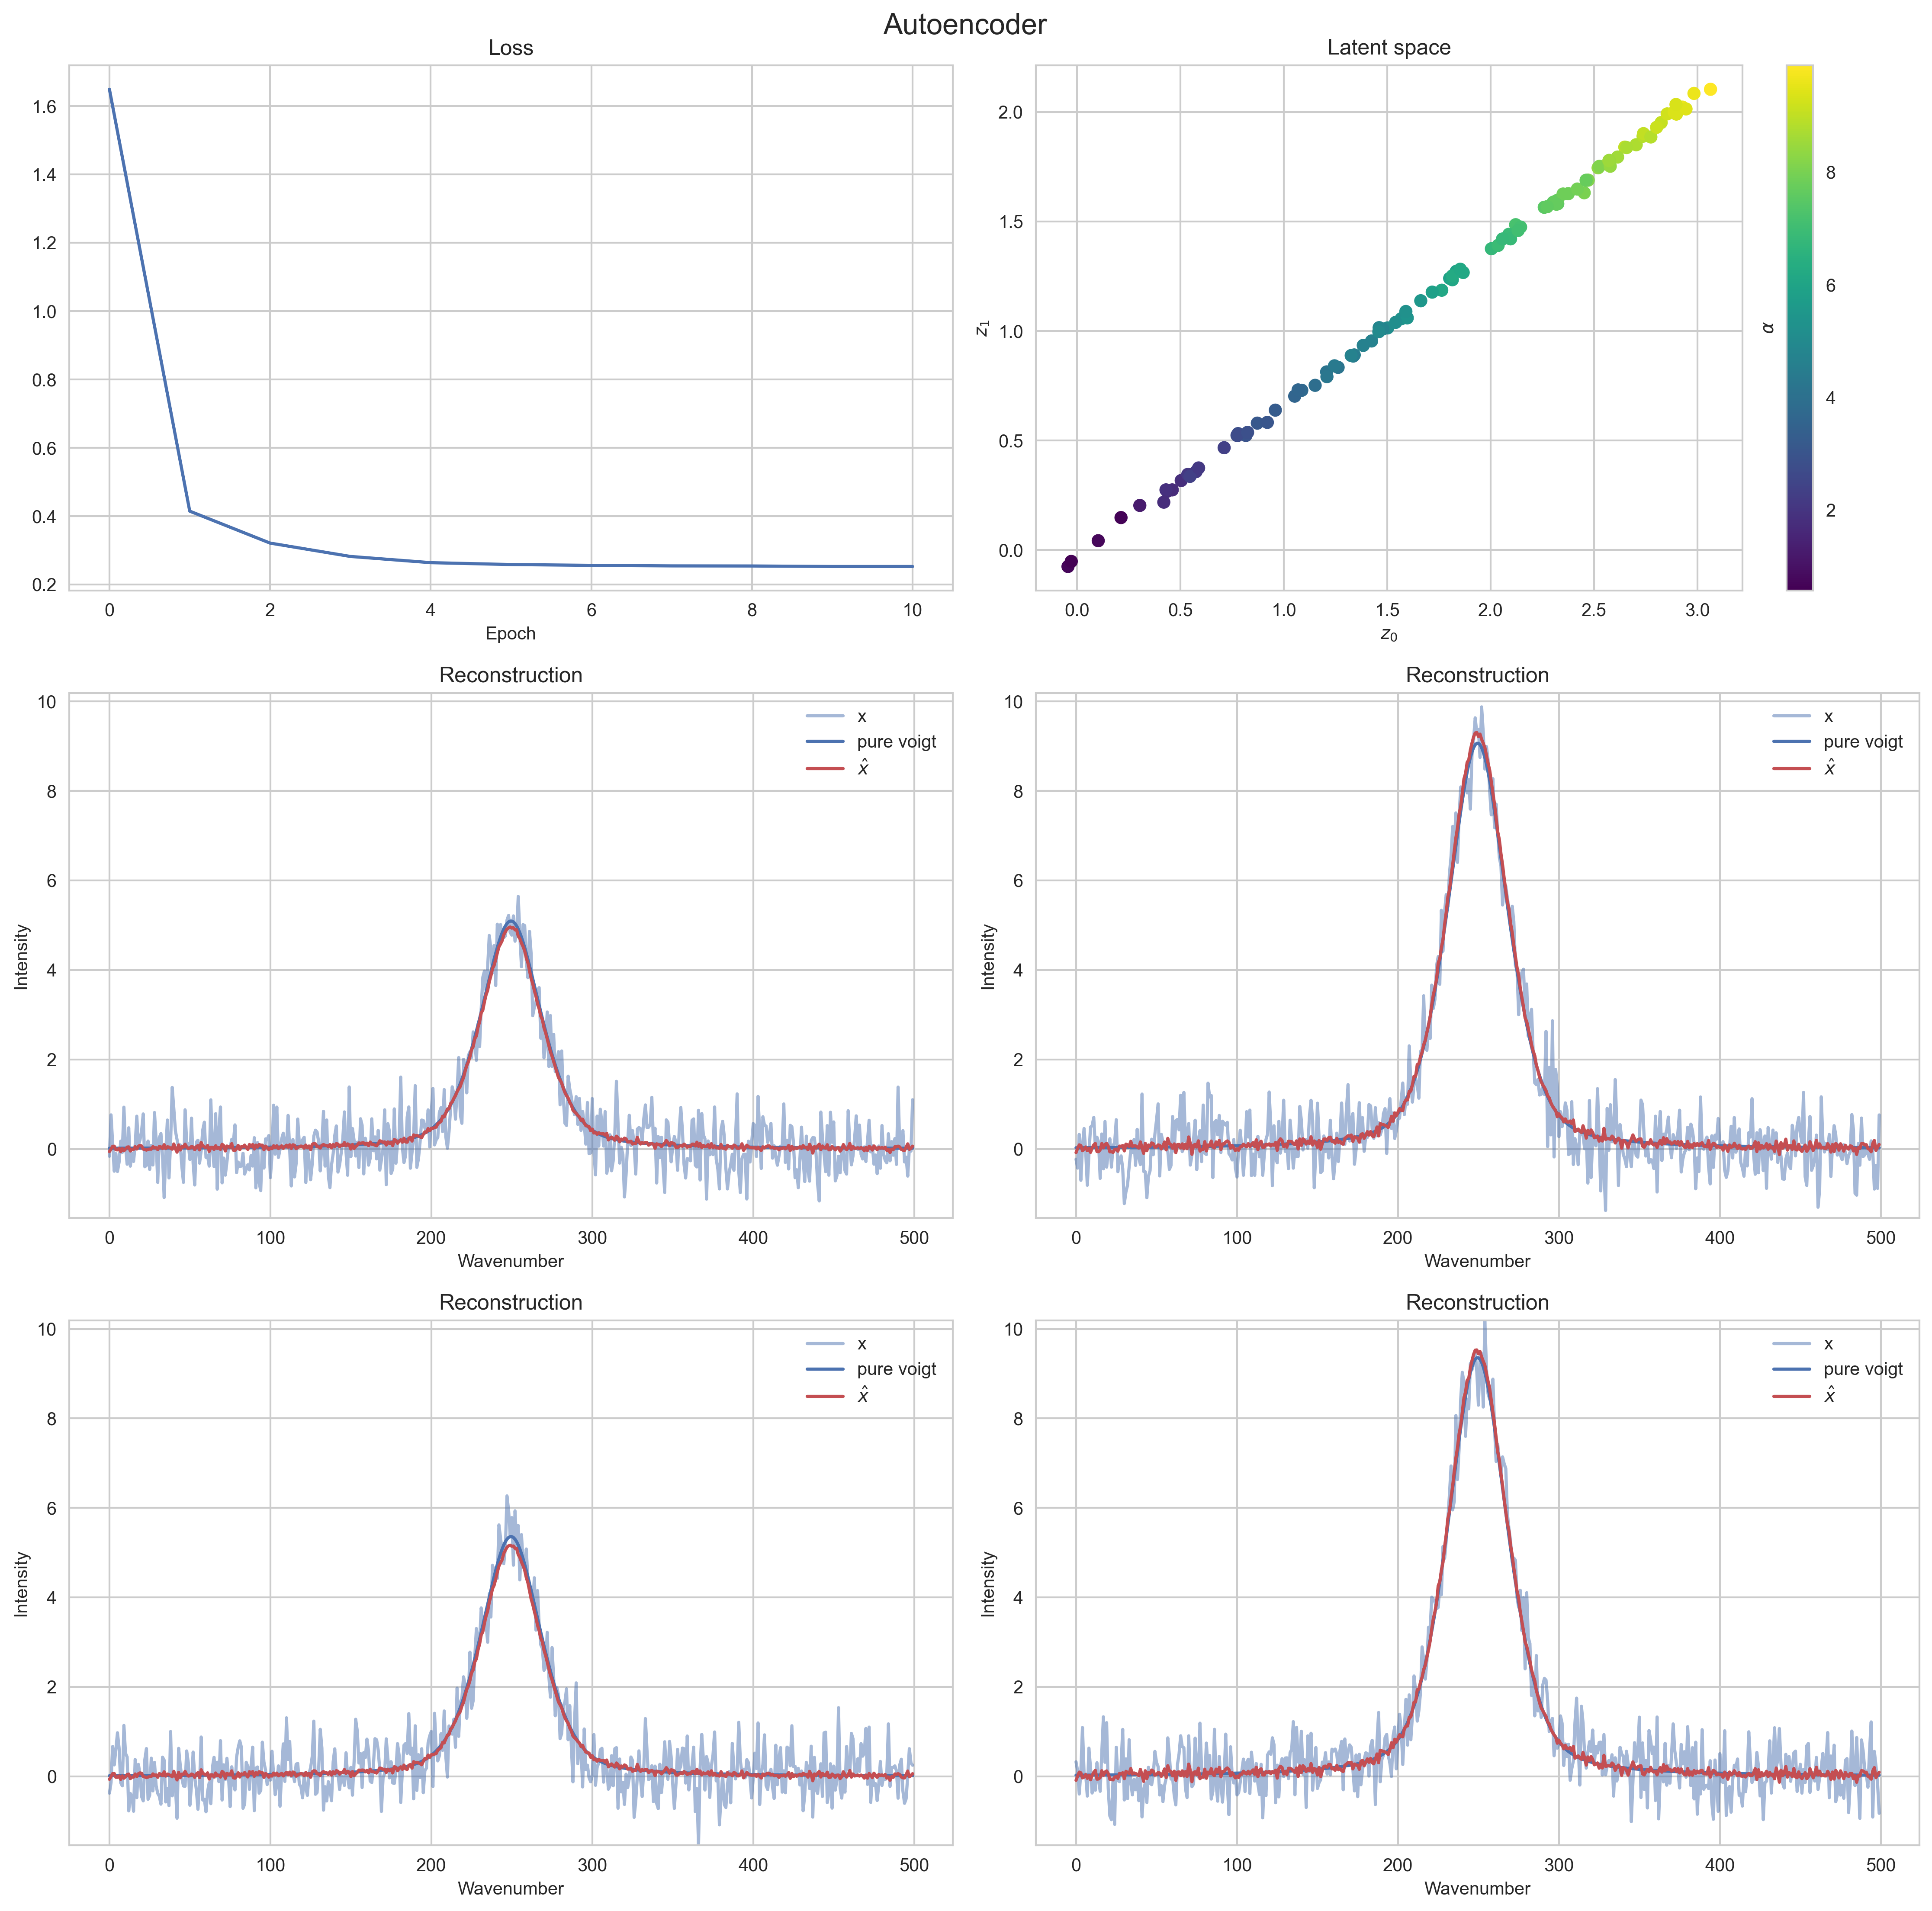 Autoencoder
Loss
1.6
1.4
1.2
1.0
0.8
0.6
0.4
0.2
0 2 4 6 8 10
Epoch
Latent space
2.0
1.5
1.0
0.5
0.0
z₁
0.0 0.5 1.0 1.5 2.0 2.5 3.0
z₀
8
6
4
2
α
Reconstruction
10
8
6
4
2
0
Intensity
x
pure voigt
x̂
0 100 200 300 400 500
Wavenumber
Reconstruction
10
8
6
4
2
0
Intensity
x
pure voigt
x̂
0 100 200 300 400 500
Wavenumber
Reconstruction
10
8
6
4
2
0
Intensity
x
pure voigt
x̂
0 100 200 300 400 500
Wavenumber
Reconstruction
10
8
6
4
2
0
Intensity
x
pure voigt
x̂
0 100 200 300 400 500
Wavenumber